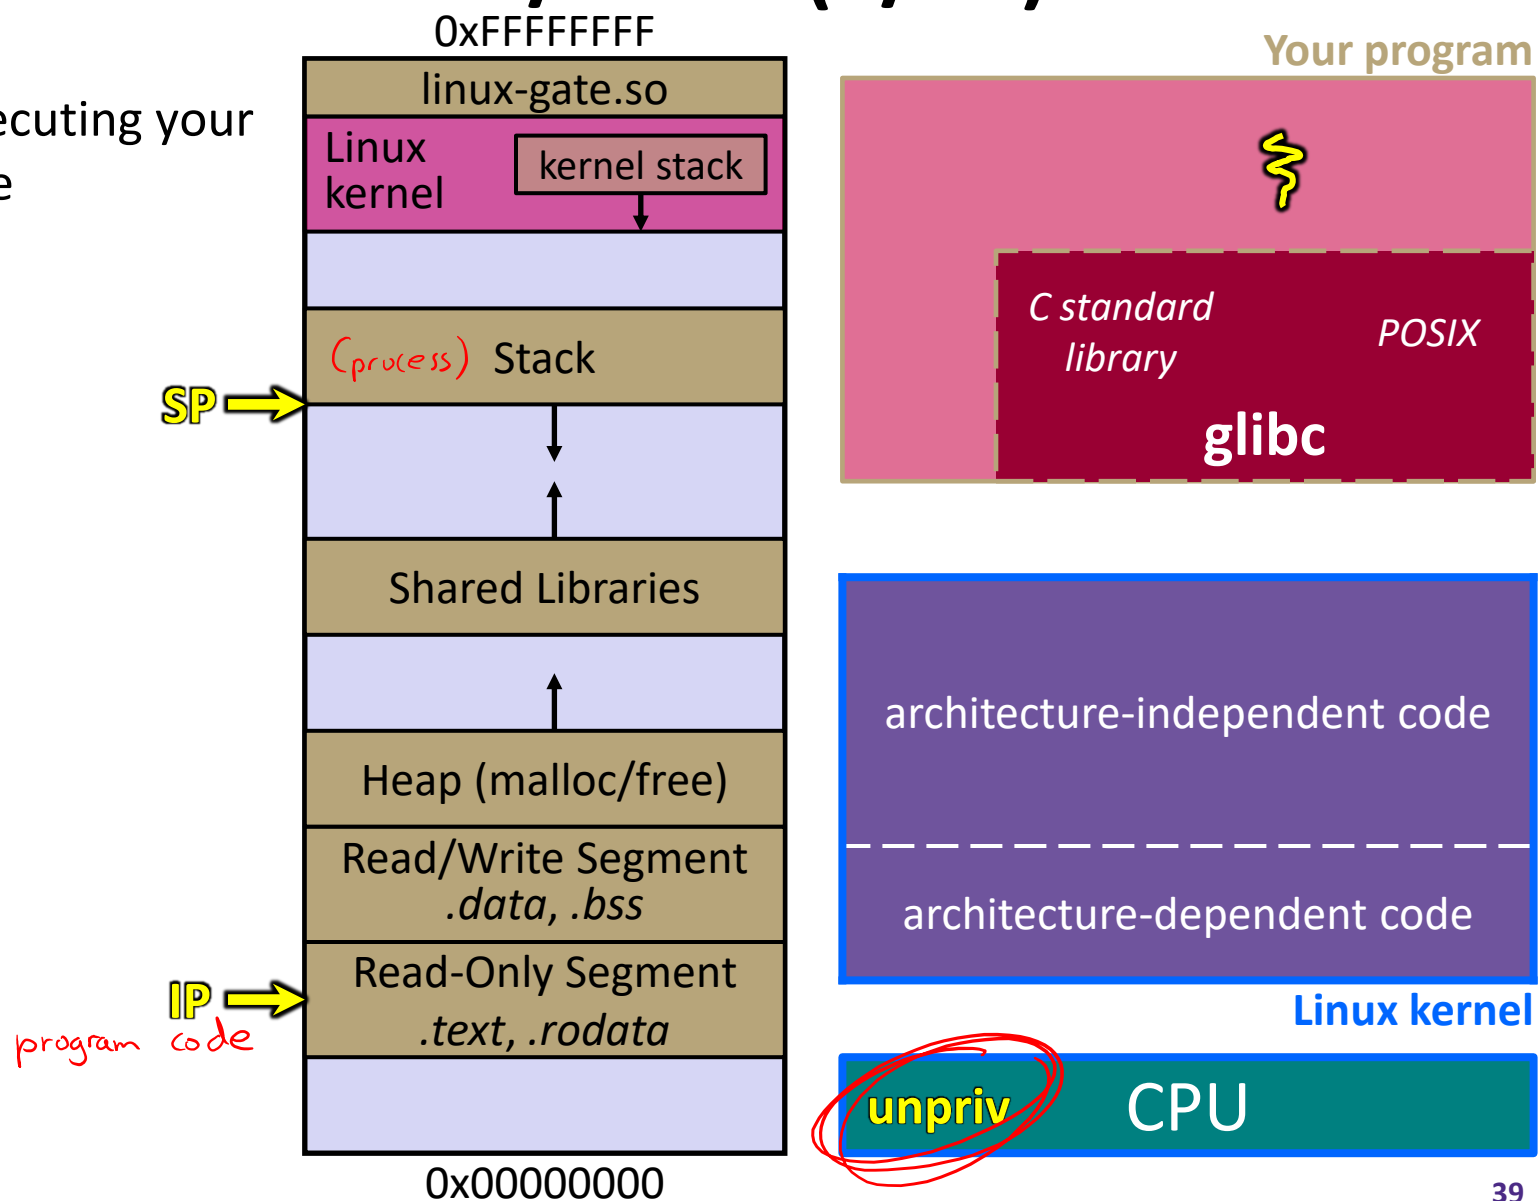 0xFFFFFFFF
ecuting your
e
linux-gate.so
Linux
kernel
kernel stack
(process) Stack
SP
Shared Libraries
Heap (malloc/free)
Read/Write Segment
.data, .bss
IP
program code
Read-Only Segment
.text, .rodata
0x00000000
Your program
C standard
library
POSIX
glibc
architecture-independent code
architecture-dependent code
Linux kernel
unpriv
CPU
39